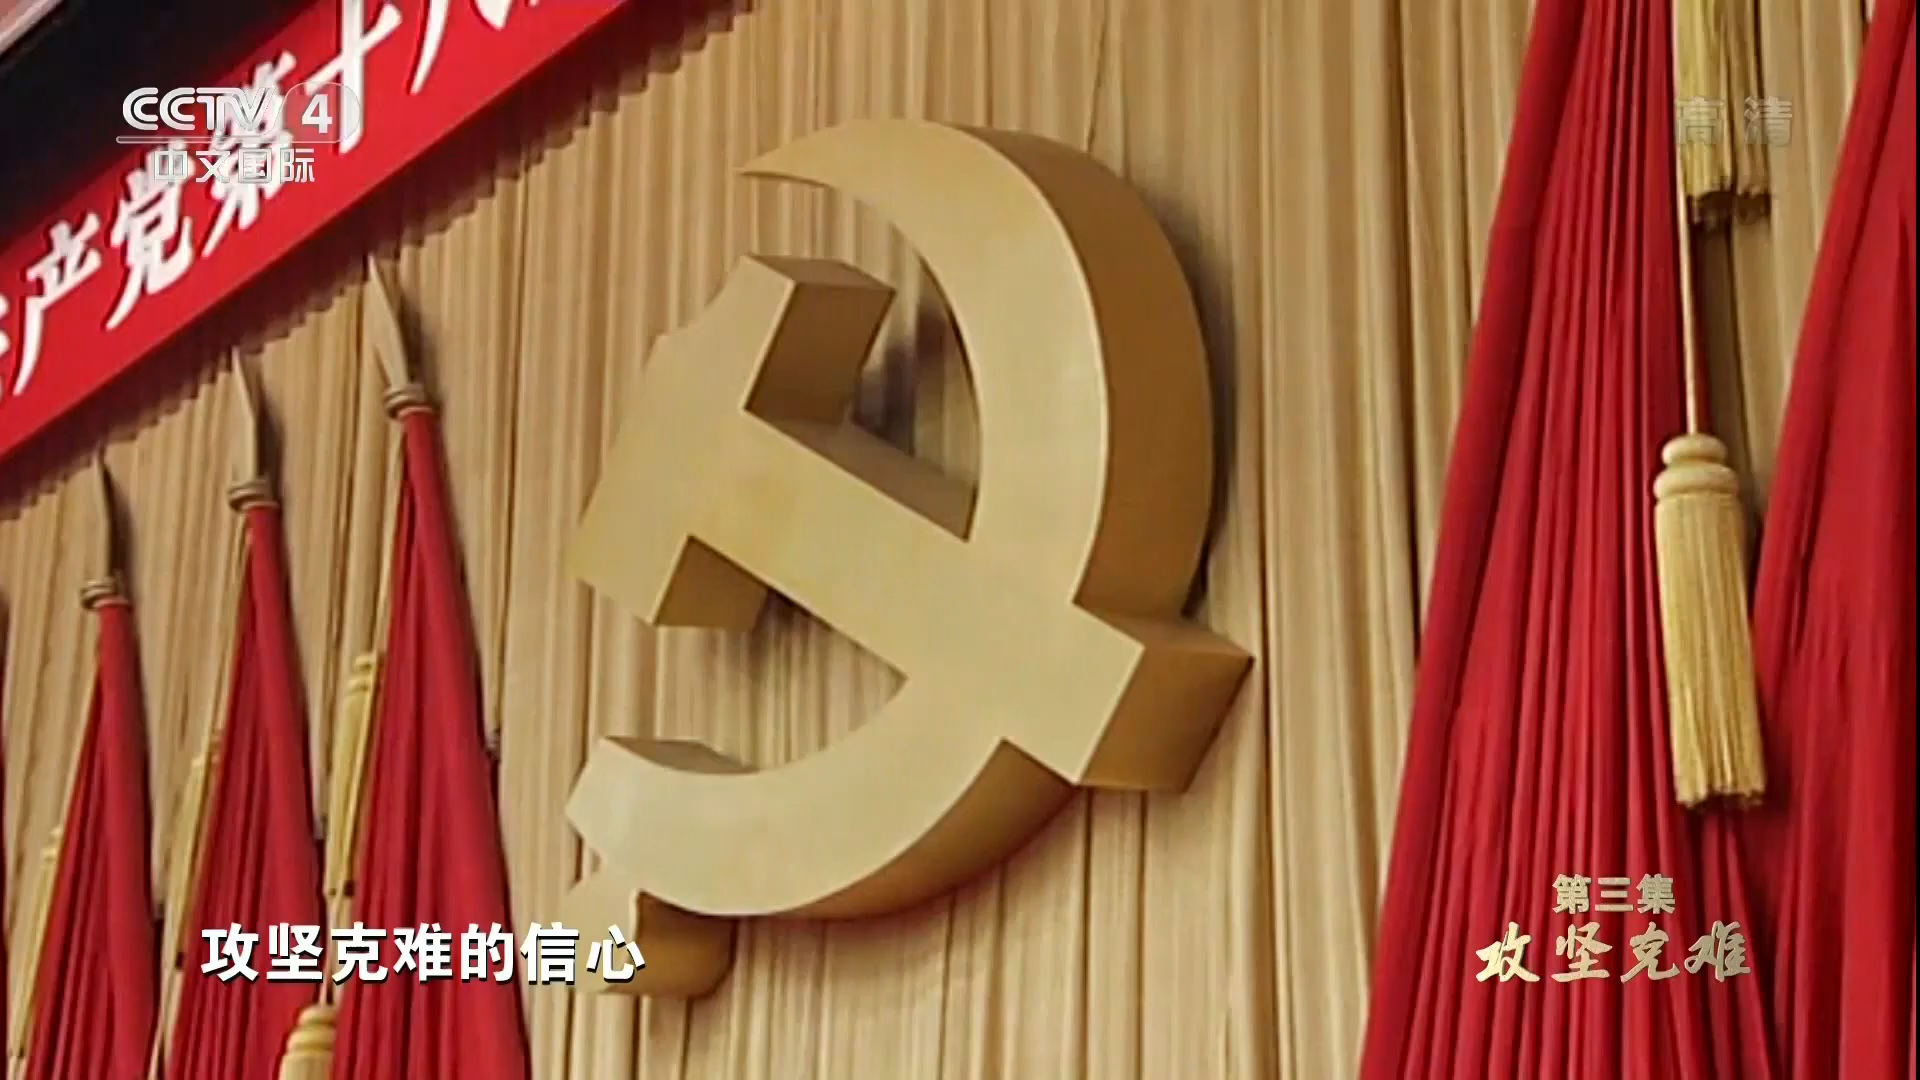 CCTV 4
中文国际
高清
产党第十八
第三集
攻坚克难
攻坚克难的信心